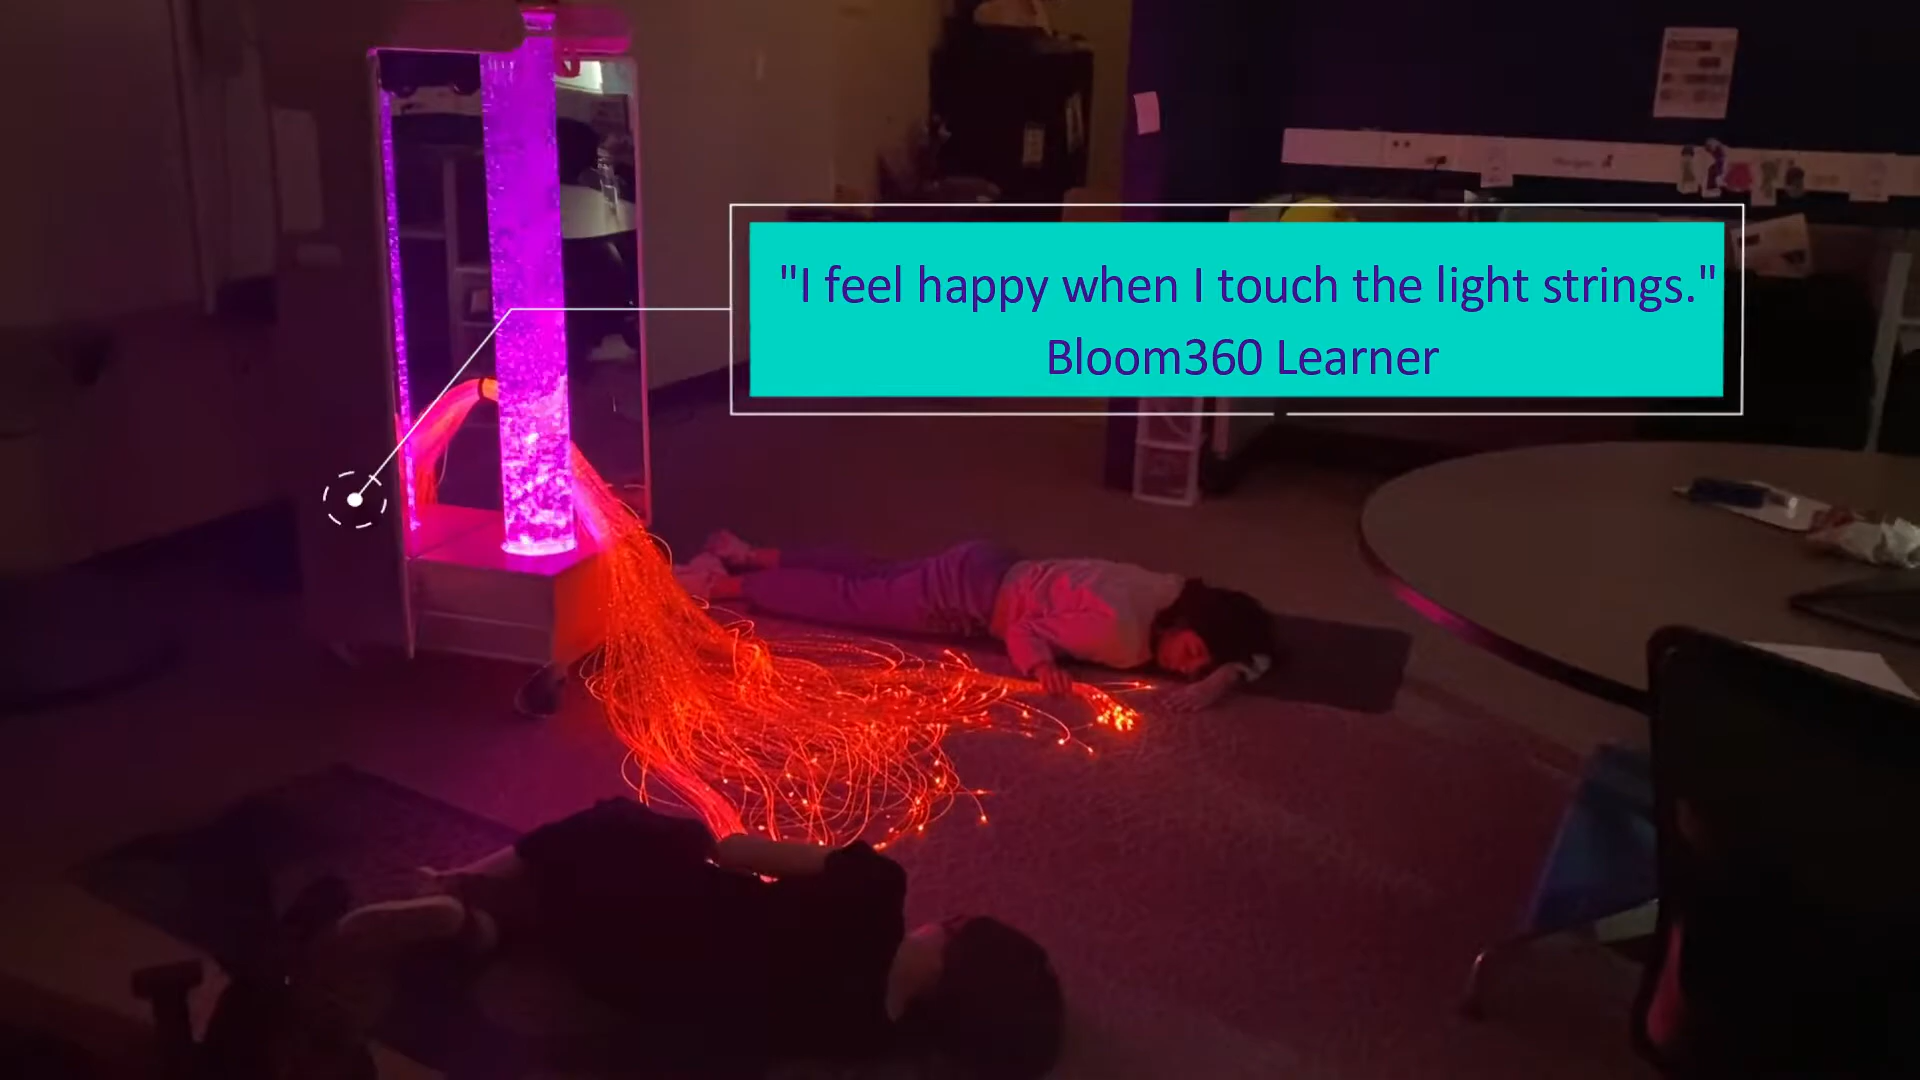 "I feel happy when I touch the light strings."
Bloom360 Learner